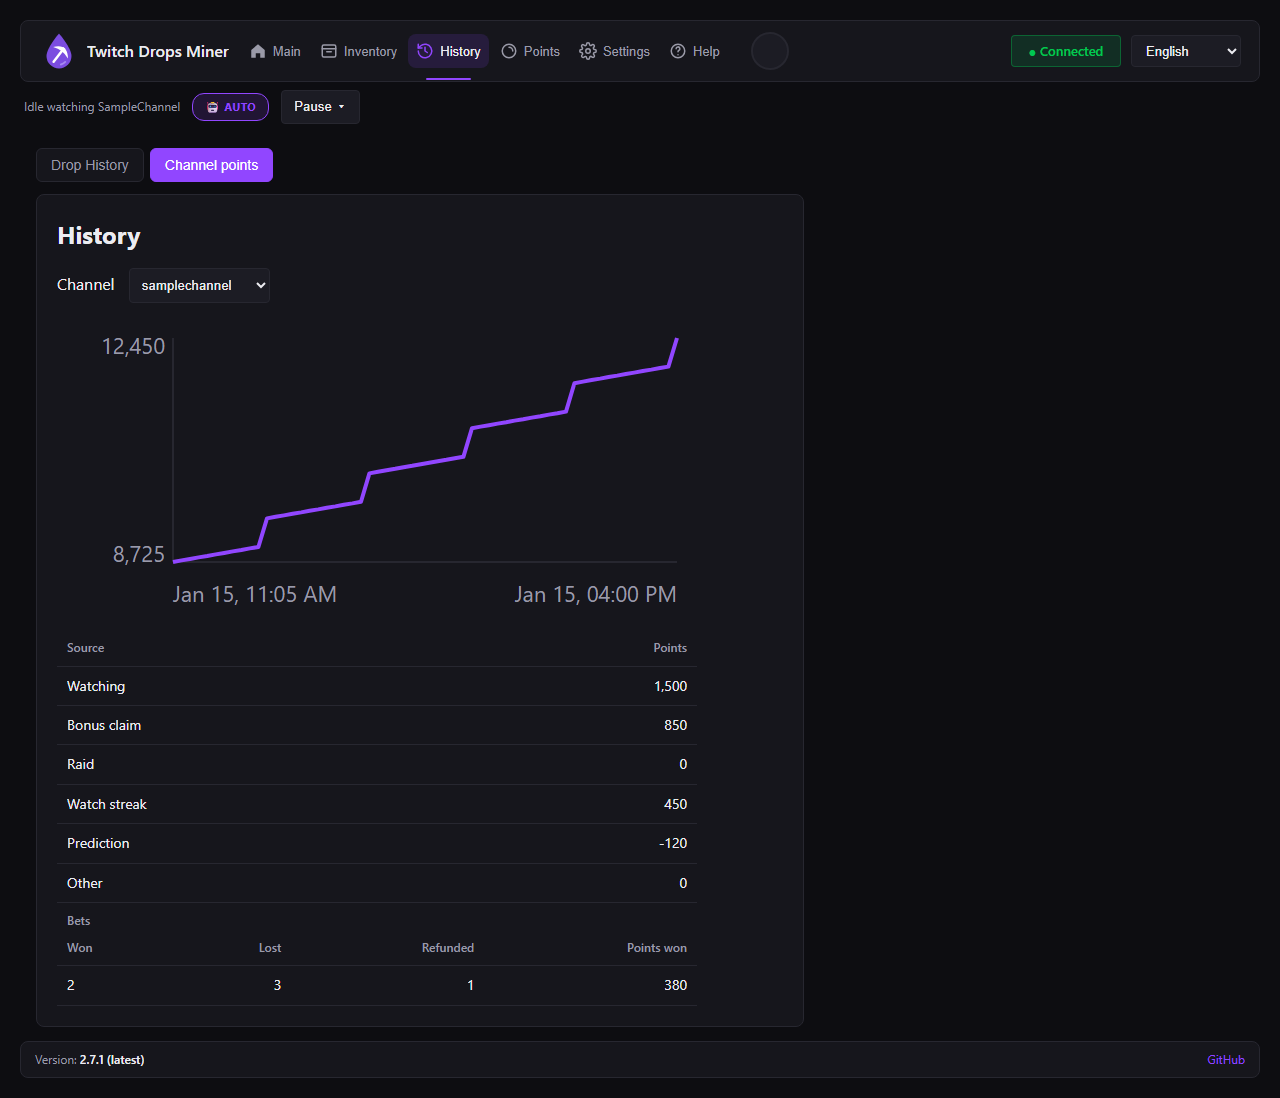 Twitch Drops Miner
Main
Inventory
History
Points
Settings
Help
● Connected
English
Idle watching SampleChannel
AUTO
Pause
Drop History
Channel points
History
Channel
samplechannel
12,450
8,725
Jan 15, 11:05 AM
Jan 15, 04:00 PM
Source Points
Watching 1,500
Bonus claim 850
Raid 0
Watch streak 450
Prediction -120
Other 0
Bets
Won Lost Refunded Points won
2 3 1 380
Version: 2.7.1 (latest)
GitHub